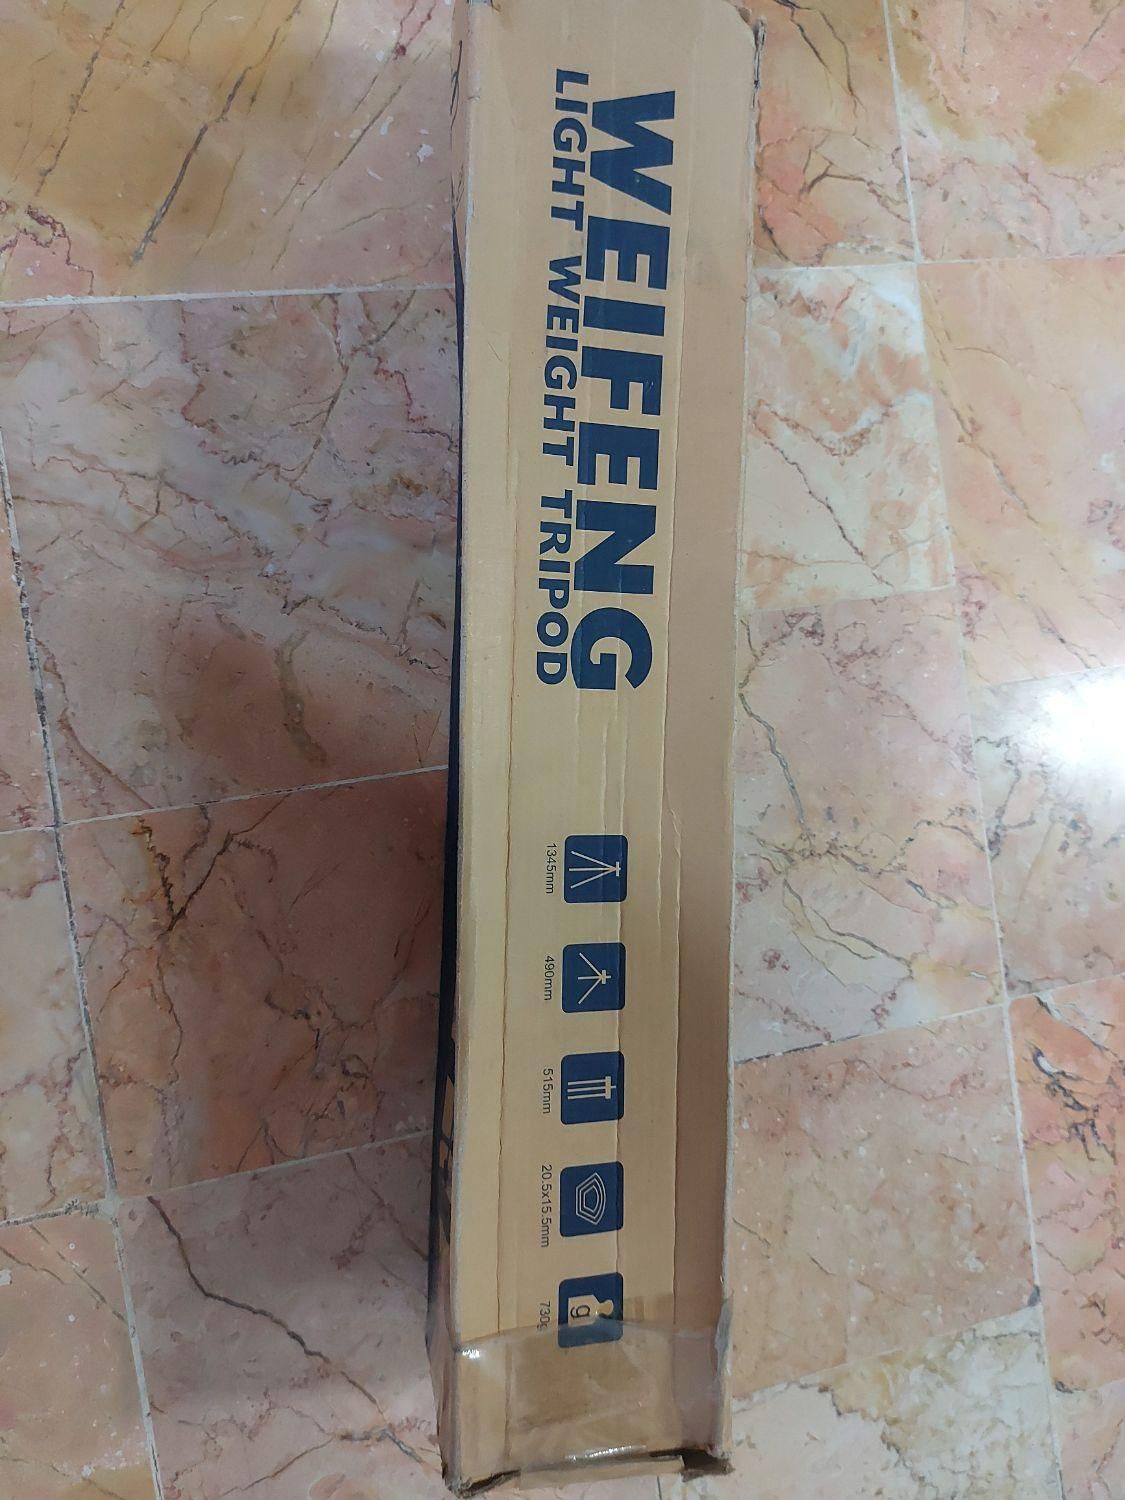 WEIFENG
LIGHT WEIGHT TRIPOD
1345mm
490mm
515mm
20.5x15.5mm
g
730g